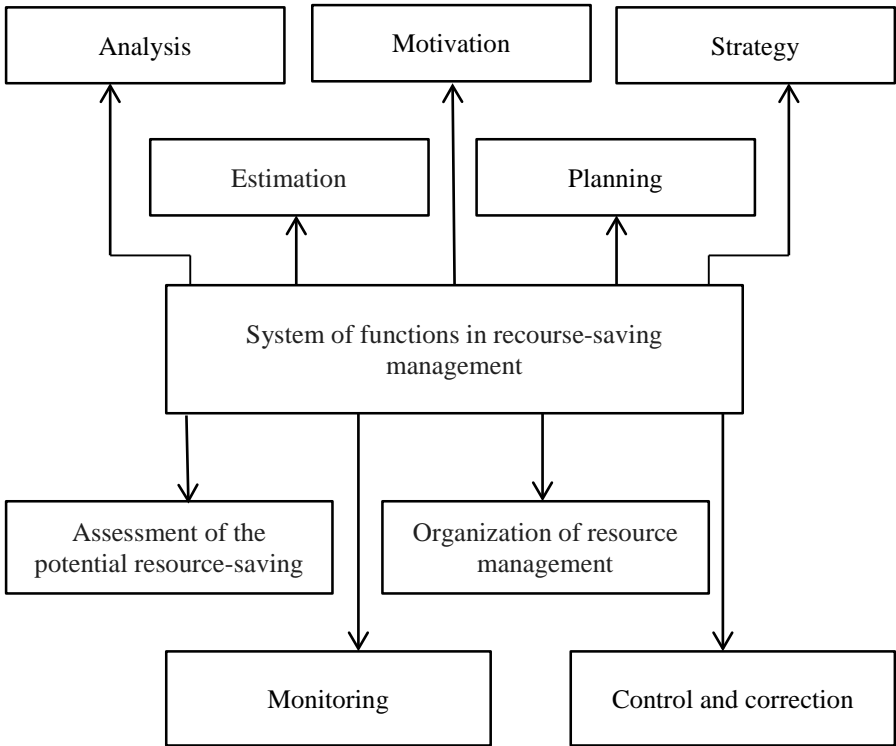 Analysis
Motivation
Strategy
Estimation
Planning
System of functions in recourse-saving
management
Assessment of the
potential resource-saving
Organization of resource
management
Monitoring
Control and correction